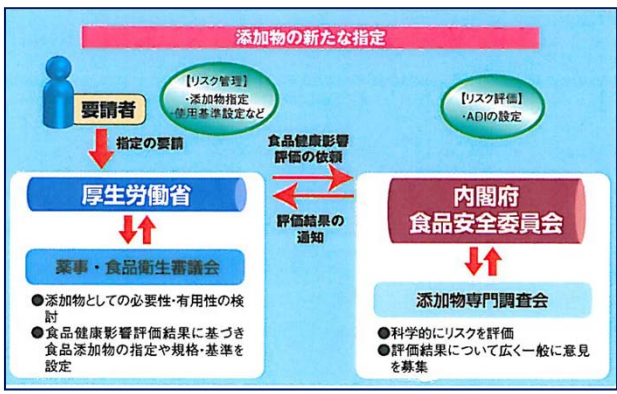 添加物の新たな指定
要請者
【リスク管理】
・添加物指定
・使用基準設定など
【リスク評価】
・ADIの設定
指定の要請
食品健康影響
評価の依頼
厚生労働省
評価結果の
通知
内閣府
食品安全委員会
薬事・食品衛生審議会
添加物専門調査会
●添加物としての必要性・有用性の検
討
●食品健康影響評価結果に基づき
食品添加物の指定や規格・基準を
設定
●科学的にリスクを評価
●評価結果について広く一般に意見
を募集